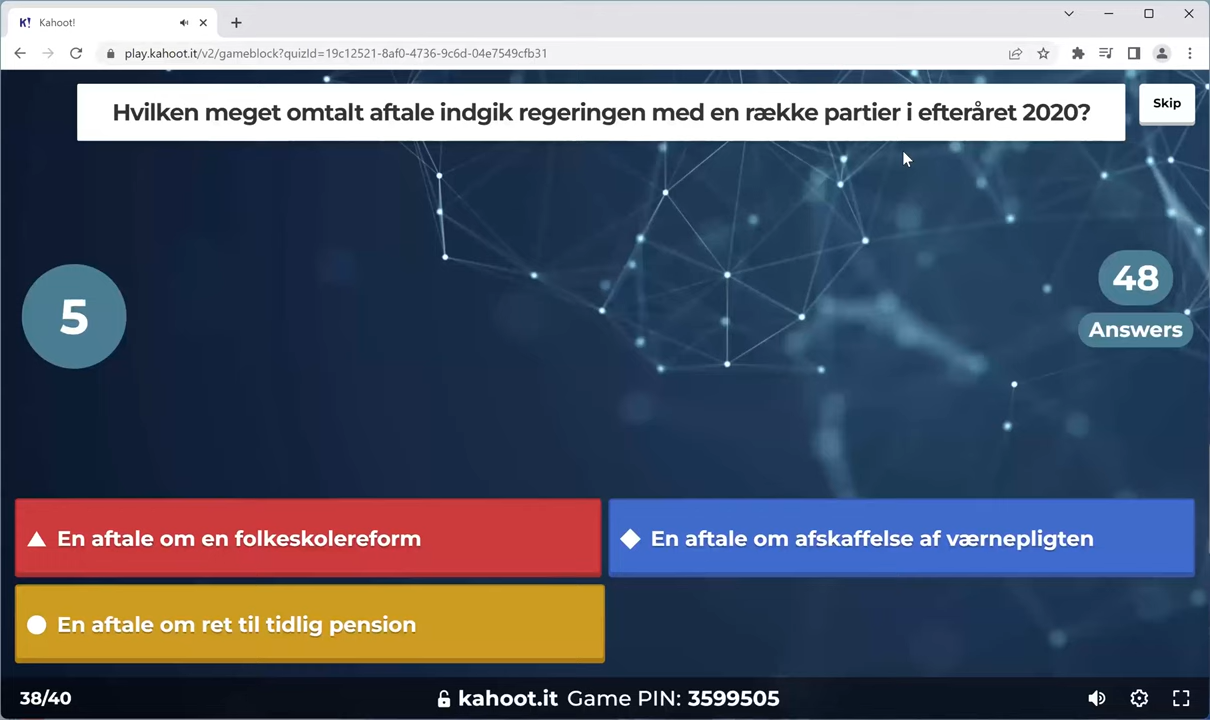 K! Kahoot!
play.kahoot.it/v2/gameblock?quizId=19c12521-8af0-4736-9c6d-04e7549cfb31
Hvilken meget omtalt aftale indgik regeringen med en række partier i efteråret 2020?
Skip
5
48
Answers
En aftale om en folkeskolereform
En aftale om afskaffelse af værnepligten
En aftale om ret til tidlig pension
38/40
kahoot.it Game PIN: 3599505